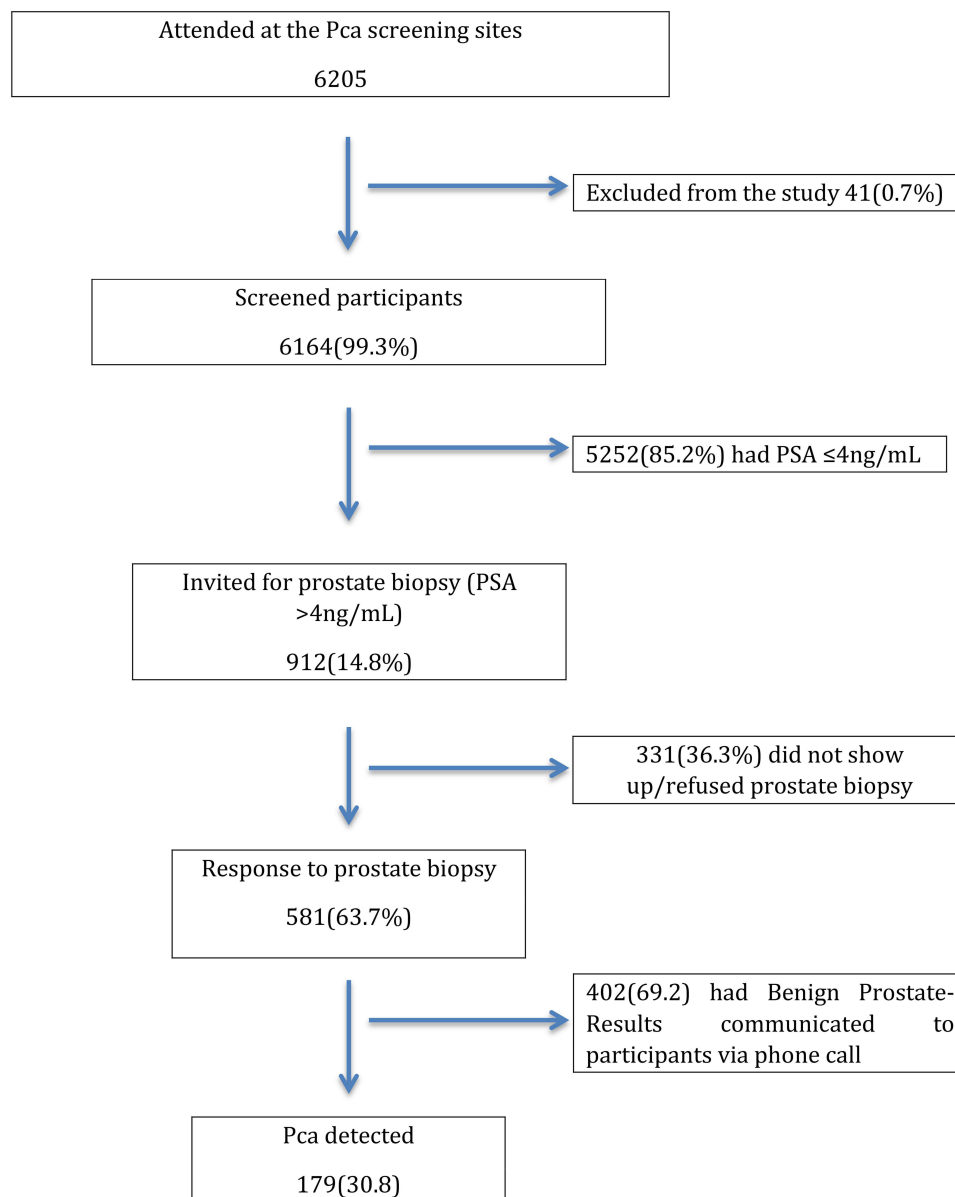 Attended at the Pca screening sites
6205
Excluded from the study 41(0.7%)
Screened participants
6164(99.3%)
5252(85.2%) had PSA ≤4ng/mL
Invited for prostate biopsy (PSA
>4ng/mL)
912(14.8%)
331(36.3%) did not show
up/refused prostate biopsy
Response to prostate biopsy
581(63.7%)
402(69.2) had Benign Prostate-
Results communicated to
participants via phone call
Pca detected
179(30.8)